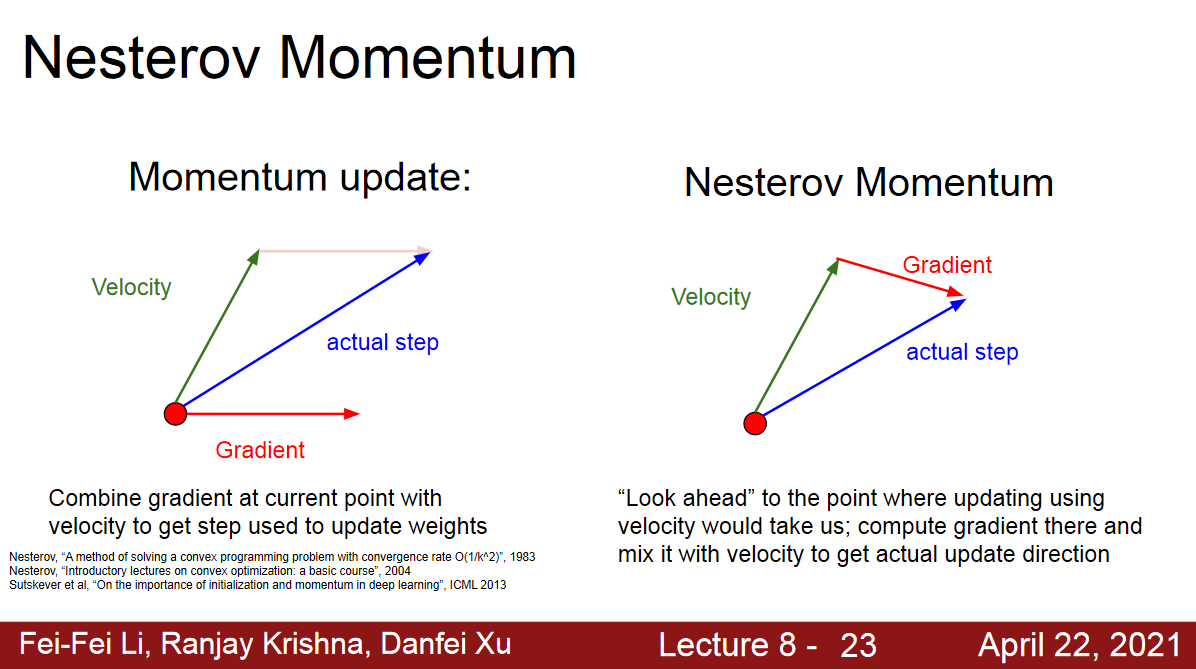 Nesterov Momentum
Momentum update:
Velocity
actual step
Gradient
Combine gradient at current point with
velocity to get step used to update weights
Nesterov Momentum
Gradient
Velocity
actual step
“Look ahead” to the point where updating using
velocity would take us; compute gradient there and
mix it with velocity to get actual update direction
Nesterov, “A method of solving a convex programming problem with convergence rate O(1/k^2)”, 1983
Nesterov, “Introductory lectures on convex optimization: a basic course”, 2004
Sutskever et al, “On the importance of initialization and momentum in deep learning”, ICML 2013
Fei-Fei Li, Ranjay Krishna, Danfei Xu
Lecture 8 - 23
April 22, 2021